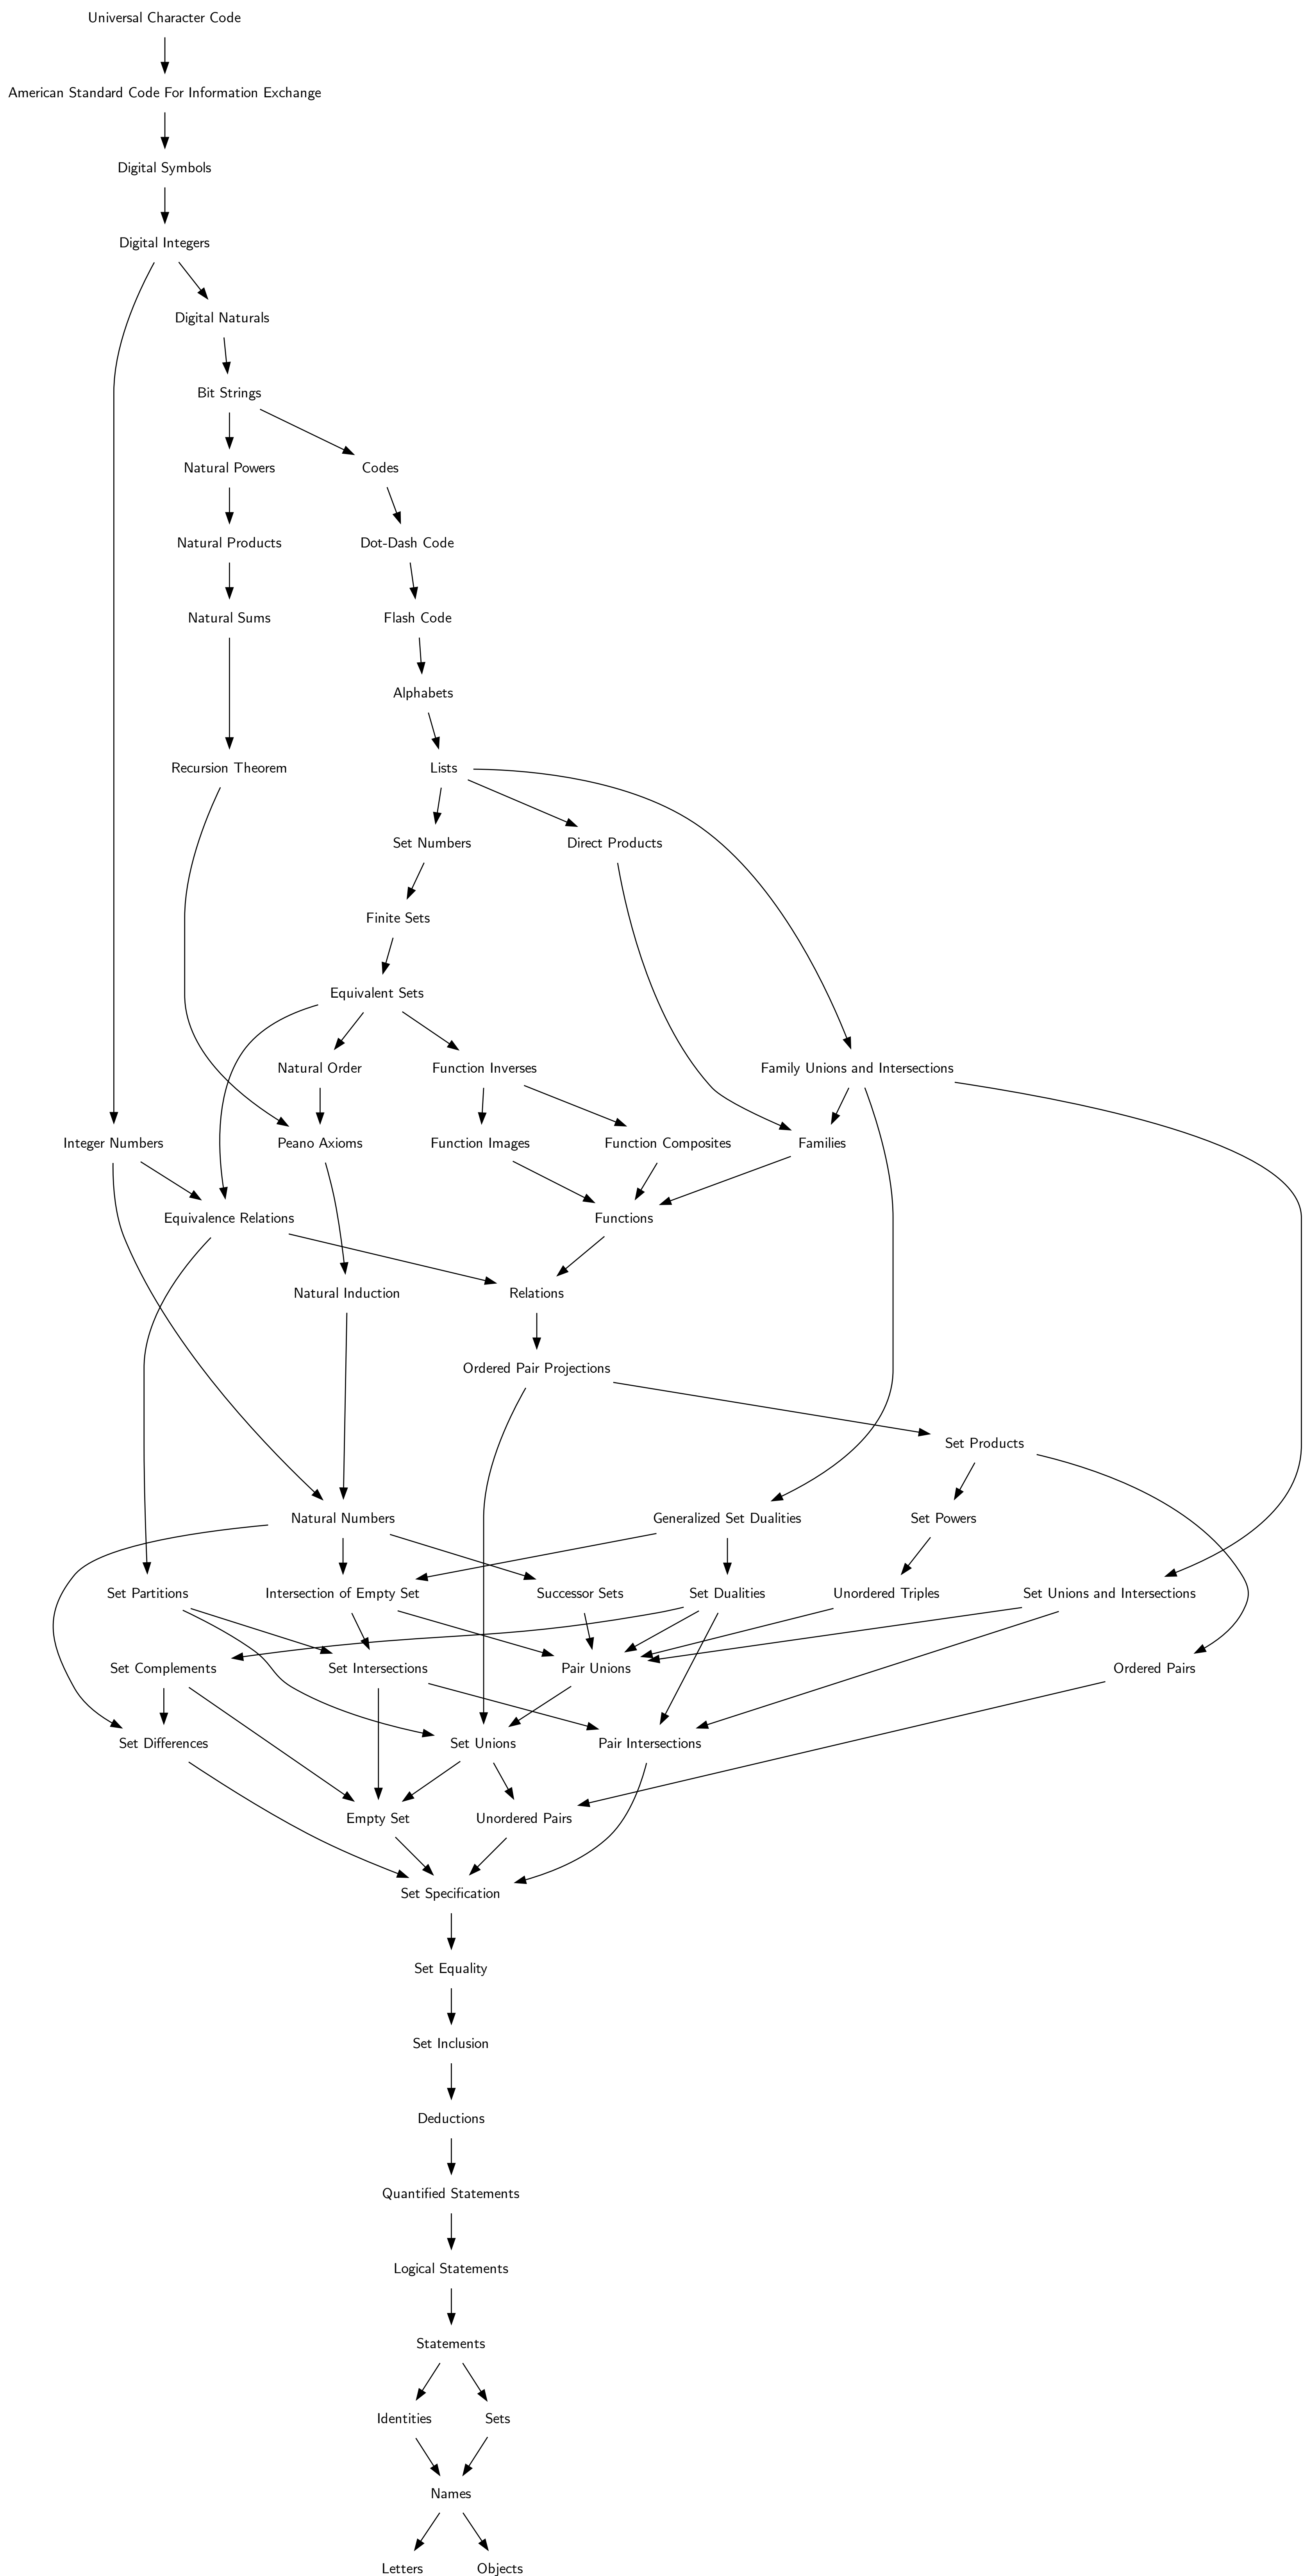 Universal Character Code
American Standard Code For Information Exchange
Digital Symbols
Digital Integers
Digital Naturals
Bit Strings
Natural Powers
Codes
Natural Products
Dot-Dash Code
Natural Sums
Flash Code
Alphabets
Recursion Theorem
Lists
Set Numbers
Direct Products
Finite Sets
Equivalent Sets
Natural Order
Function Inverses
Family Unions and Intersections
Integer Numbers
Peano Axioms
Function Images
Function Composites
Families
Equivalence Relations
Functions
Natural Induction
Relations
Ordered Pair Projections
Set Products
Natural Numbers
Generalized Set Dualities
Set Powers
Set Partitions
Intersection of Empty Set
Successor Sets
Set Dualities
Unordered Triples
Set Unions and Intersections
Set Complements
Set Intersections
Pair Unions
Ordered Pairs
Set Differences
Set Unions
Pair Intersections
Empty Set
Unordered Pairs
Set Specification
Set Equality
Set Inclusion
Deductions
Quantified Statements
Logical Statements
Statements
Identities
Sets
Names
Letters
Objects